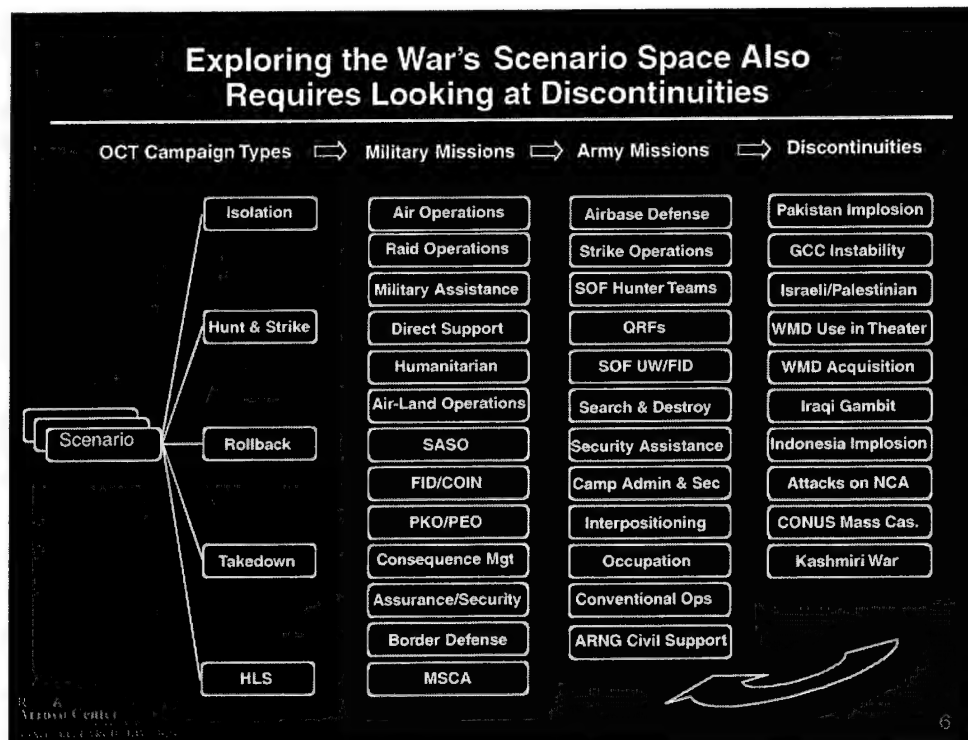 Exploring the War's Scenario Space Also
Requires Looking at Discontinuities
OCT Campaign Types
Military Missions
Army Missions
Discontinuities
Scenario
Isolation
Hunt & Strike
Rollback
Takedown
HLS
Air Operations
Raid Operations
Military Assistance
Direct Support
Humanitarian
Air-Land Operations
SASO
FID/COIN
PKO/PEO
Consequence Mgt
Assurance/Security
Border Defense
MSCA
Airbase Defense
Strike Operations
SOF Hunter Teams
QRFs
SOF UW/FID
Search & Destroy
Security Assistance
Camp Admin & Sec
Interpositioning
Occupation
Conventional Ops
ARNG Civil Support
Pakistan Implosion
GCC Instability
Israeli/Palestinian
WMD Use in Theater
WMD Acquisition
Iraqi Gambit
Indonesia Implosion
Attacks on NCA
CONUS Mass Cas.
Kashmiri War
Arroyo Center
6